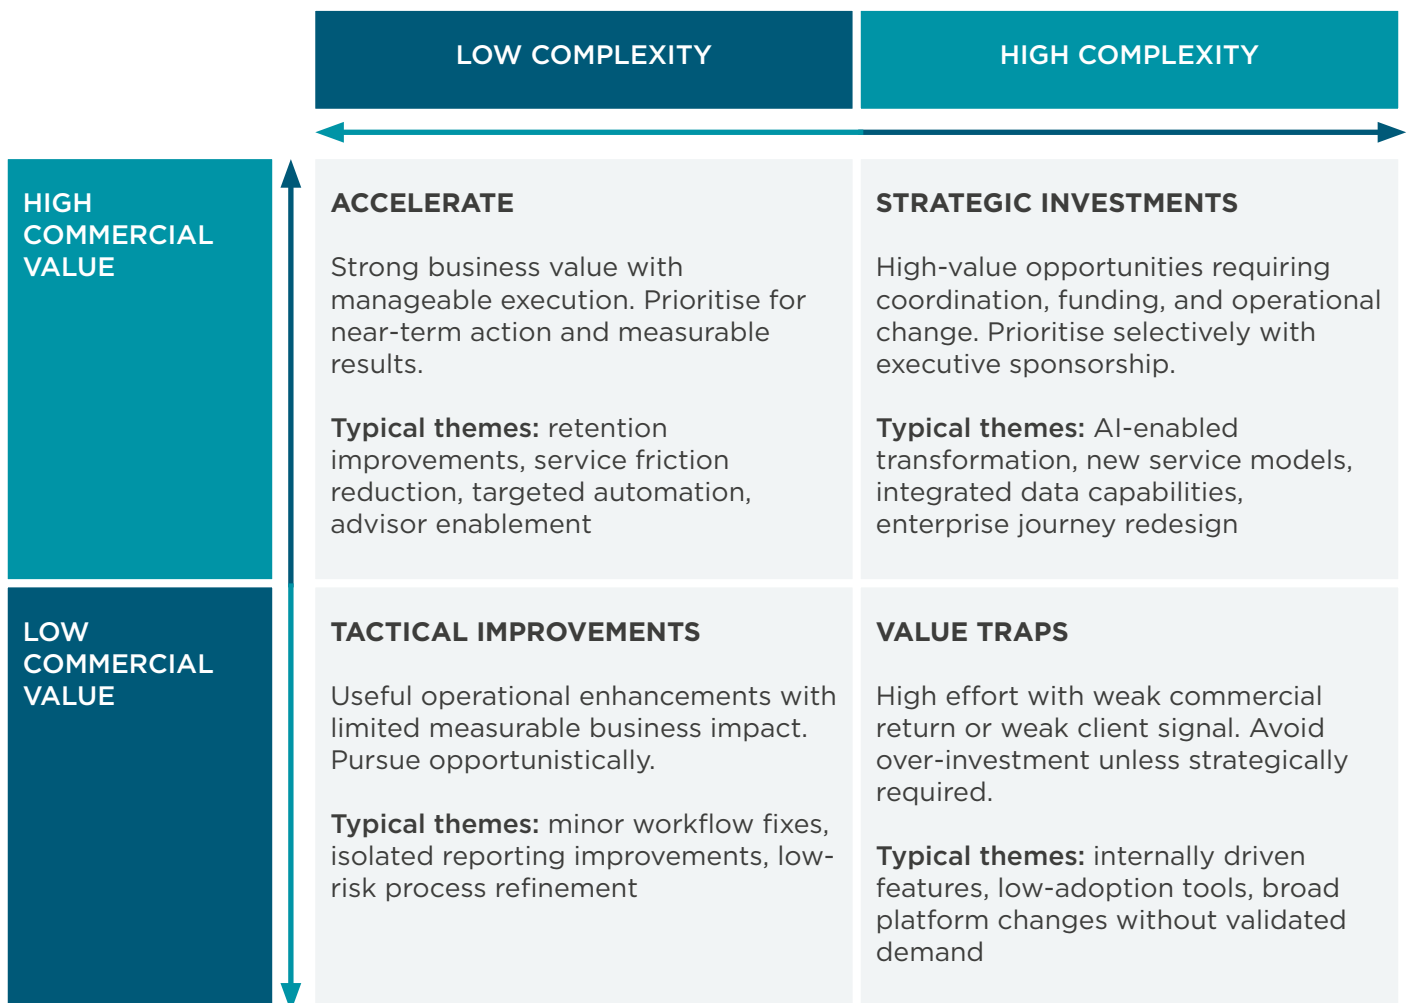 LOW COMPLEXITY
HIGH COMPLEXITY
HIGH
COMMERCIAL
VALUE
ACCELERATE
Strong business value with
manageable execution. Prioritise for
near-term action and measurable
results.
Typical themes: retention
improvements, service friction
reduction, targeted automation,
advisor enablement
STRATEGIC INVESTMENTS
High-value opportunities requiring
coordination, funding, and operational
change. Prioritise selectively with
executive sponsorship.
Typical themes: AI-enabled
transformation, new service models,
integrated data capabilities,
enterprise journey redesign
LOW
COMMERCIAL
VALUE
TACTICAL IMPROVEMENTS
Useful operational enhancements with
limited measurable business impact.
Pursue opportunistically.
Typical themes: minor workflow fixes,
isolated reporting improvements, low-
risk process refinement
VALUE TRAPS
High effort with weak commercial
return or weak client signal. Avoid
over-investment unless strategically
required.
Typical themes: internally driven
features, low-adoption tools, broad
platform changes without validated
demand